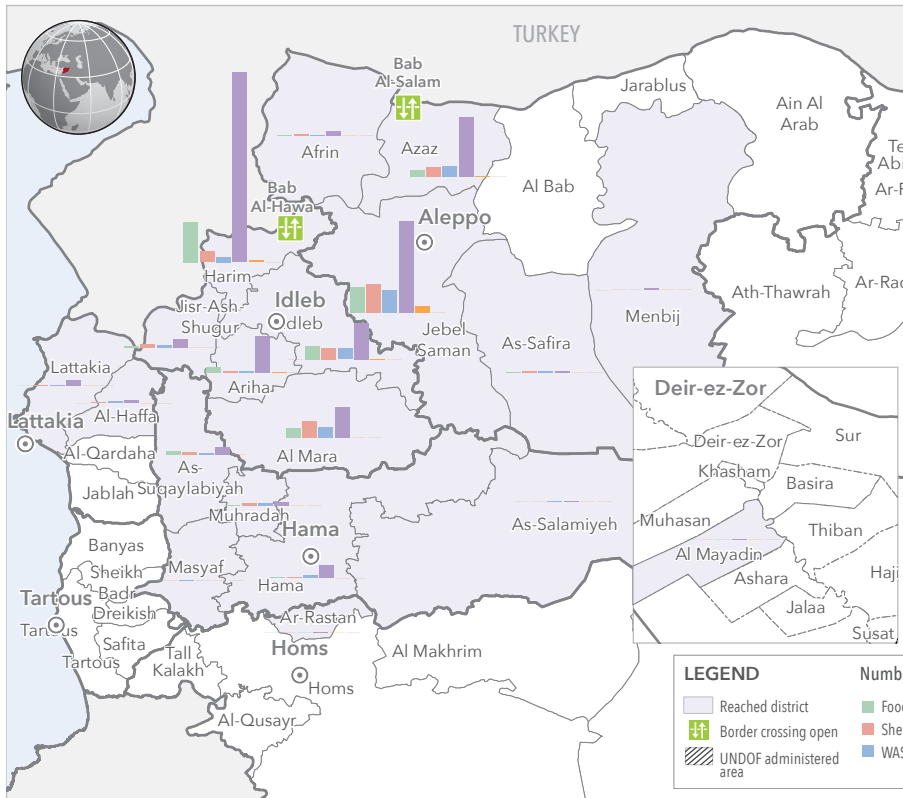 TURKEY
Bab
Al-Salam
Jarablus
Ain Al
Arab
Afrin
Azaz
Al Bab
Bab
Al-Hawa
Aleppo
Harim
Idleb
Jisr-Ash-
Shugur
Jebel
Saman
As-Safira
Menbij
Ath-Thawrah
Ariha
Lattakia
Al-Haffa
Lattakia
Al Mara
Al-Qardaha
As-
Suqaylabiyah
Jablah
Muhradah
Hama
As-Salamiyeh
Banyas
Masyaf
Hama
Sheikh
Badr
Tartous
Dreikish
Tartous
Ar-Rastan
Safita
Homs
Tartous
Tall
Kalakh
Al Makhrim
Homs
Al-Qusayr
Deir-ez-Zor
Deir-ez-Zor
Sur
Khasham
Basira
Muhasan
Thiban
Al Mayadin
Ashara
Jalaa
Susat
LEGEND
Reached district
Border crossing open
UNDOF administered
area